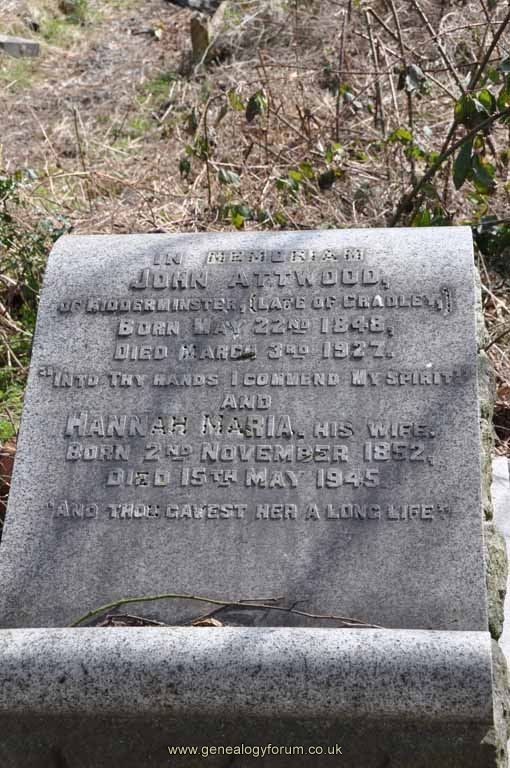 IN MEMORIAM
JOHN ATTWOOD,
OF KIDDERMINSTER, (LATE OF CRADLEY,)
BORN MAY 22ND 1848,
DIED MARCH 3RD 1927.
"INTO THY HANDS I COMMEND MY SPIRIT"
AND
HANNAH MARIA, HIS WIFE.
BORN 2ND NOVEMBER 1852,
DIED 15TH MAY 1945.
"AND THOU GAVEST HER A LONG LIFE"
www.genealogyforum.co.uk